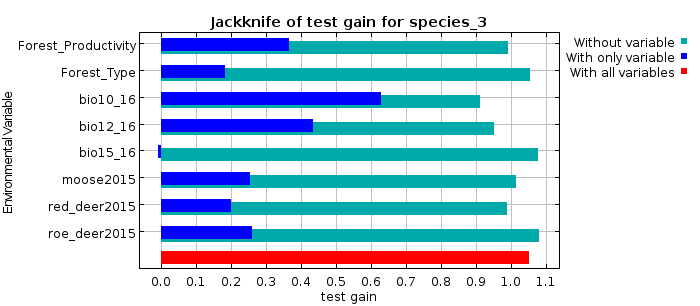 Jackknife of test gain for species_3
Environmental Variable
Forest_Productivity
Forest_Type
bio10_16
bio12_16
bio15_16
moose2015
red_deer2015
roe_deer2015
0.0 0.1 0.2 0.3 0.4 0.5 0.6 0.7 0.8 0.9 1.0 1.1
test gain
Without variable
With only variable
With all variables